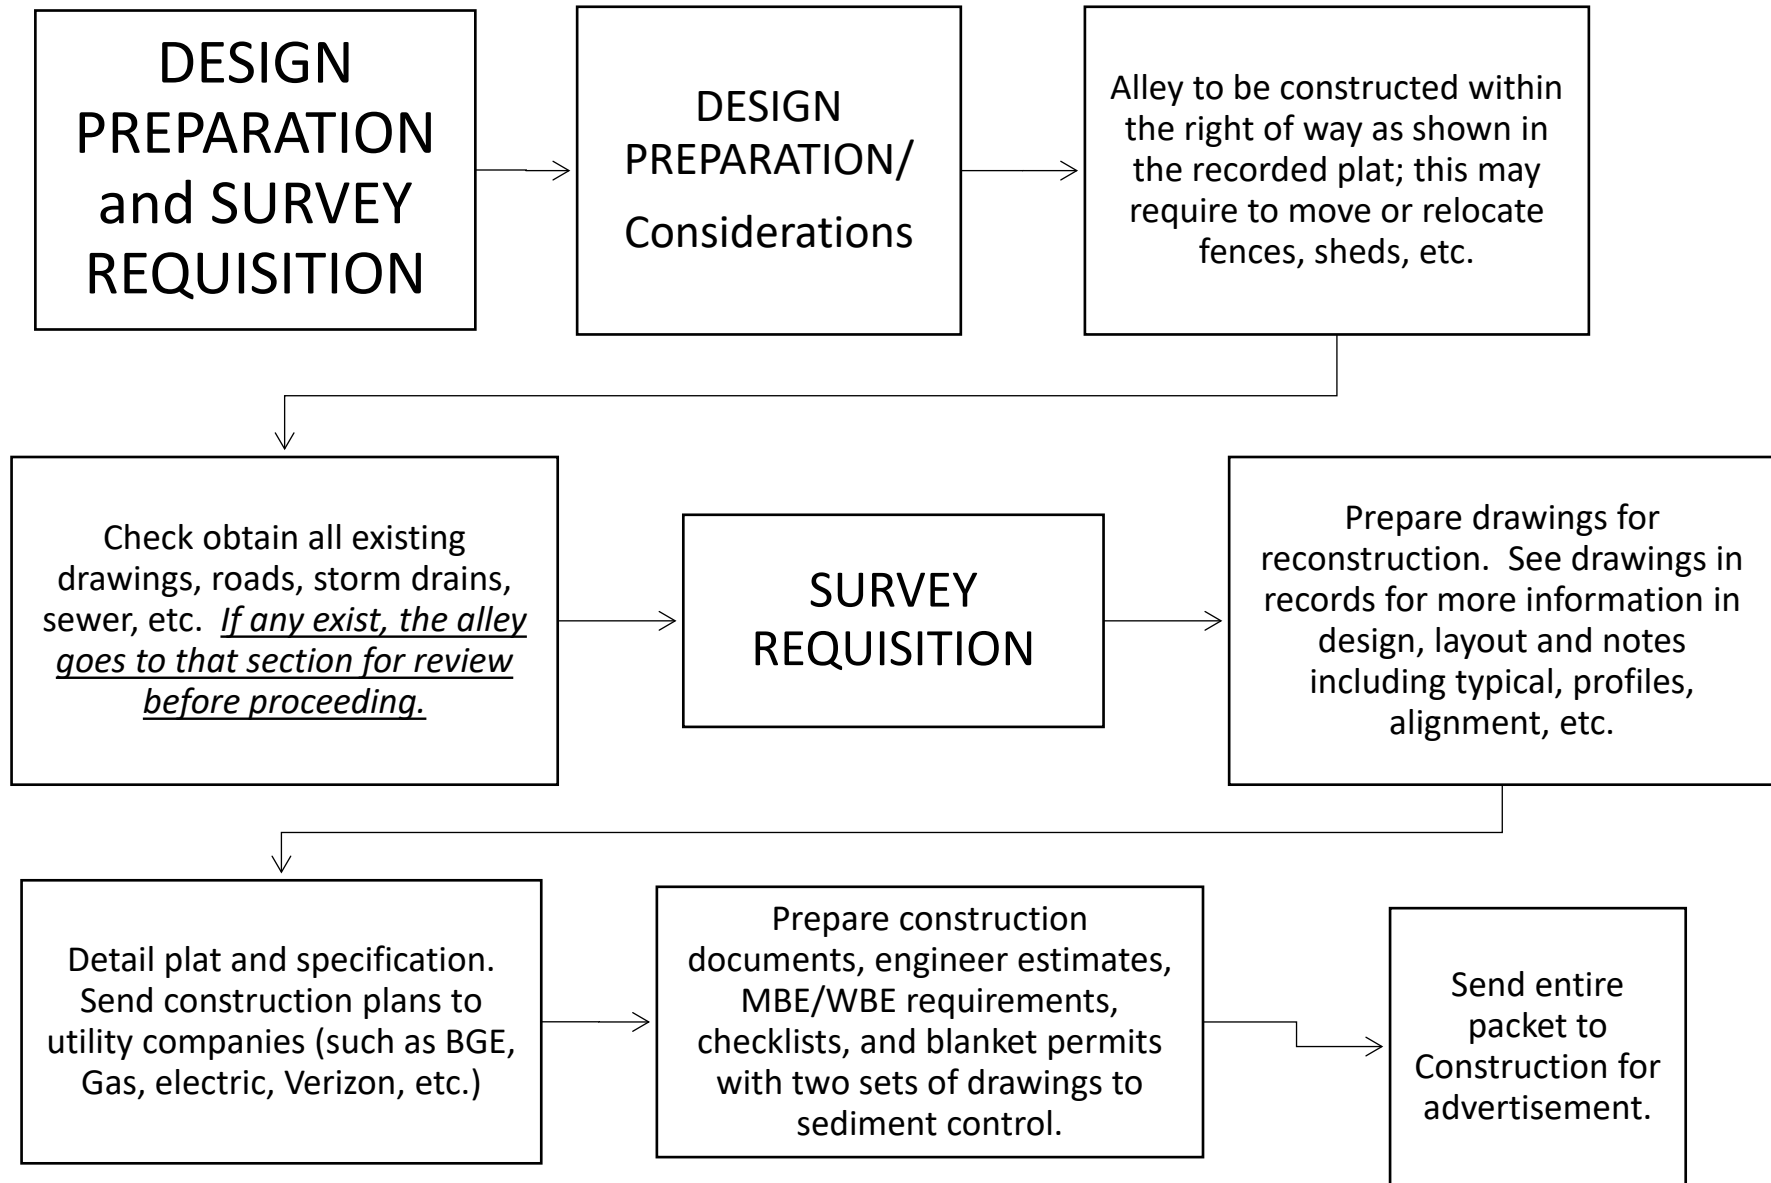 DESIGN
PREPARATION
and SURVEY
REQUISITION
DESIGN
PREPARATION/
Considerations
Alley to be constructed within
the right of way as shown in
the recorded plat; this may
require to move or relocate
fences, sheds, etc.
Check obtain all existing
drawings, roads, storm drains,
sewer, etc.  If any exist, the alley
goes to that section for review
before proceeding.
SURVEY
REQUISITION
Prepare drawings for
reconstruction.  See drawings in
records for more information in
design, layout and notes
including typical, profiles,
alignment, etc.
Detail plat and specification.
Send construction plans to
utility companies (such as BGE,
Gas, electric, Verizon, etc.)
Prepare construction
documents, engineer estimates,
MBE/WBE requirements,
checklists, and blanket permits
with two sets of drawings to
sediment control.
Send entire
packet to
Construction for
advertisement.